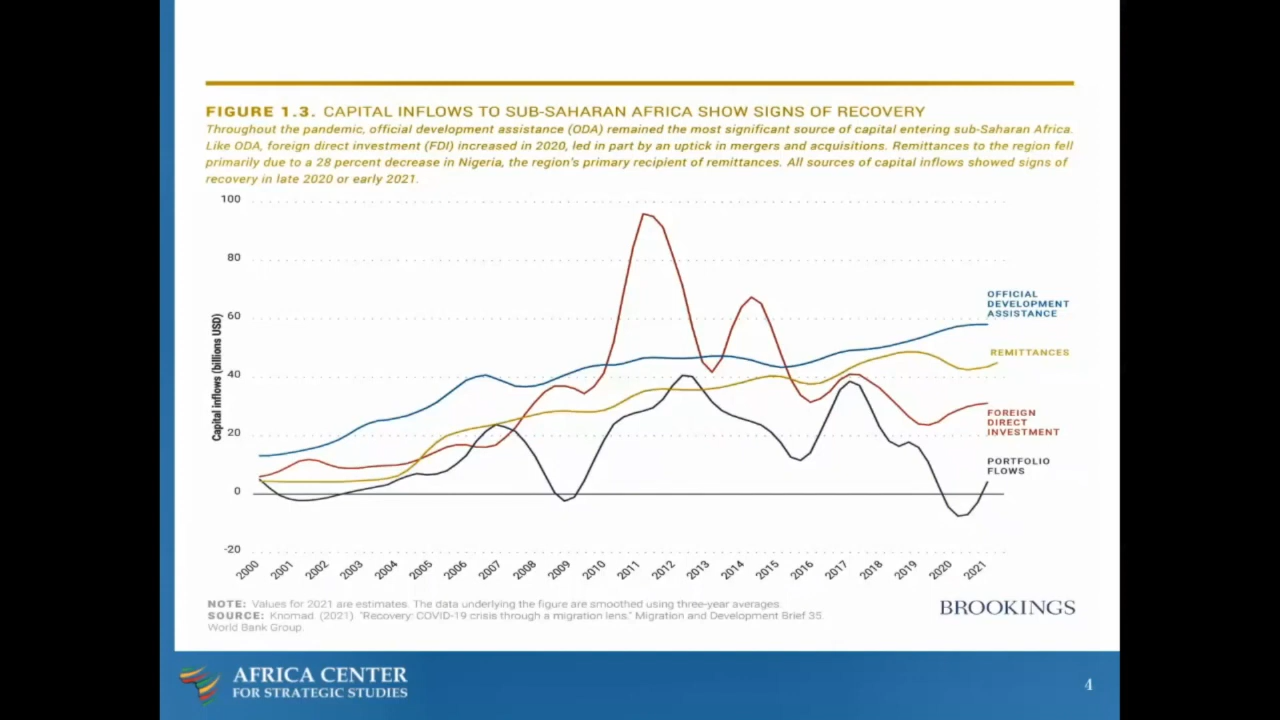 FIGURE 1.3. CAPITAL INFLOWS TO SUB-SAHARAN AFRICA SHOW SIGNS OF RECOVERY
Throughout the pandemic, official development assistance (ODA) remained the most significant source of capital entering sub-Saharan Africa.
Like ODA, foreign direct investment (FDI) increased in 2020, led in part by an uptick in mergers and acquisitions. Remittances to the region fell
primarily due to a 28 percent decrease in Nigeria, the region's primary recipient of remittances. All sources of capital inflows showed signs of
recovery in late 2020 or early 2021.
100
80
60
40
20
0
-20
Capital inflows (billions USD)
OFFICIAL
DEVELOPMENT
ASSISTANCE
REMITTANCES
FOREIGN
DIRECT
INVESTMENT
PORTFOLIO
FLOWS
2000 2001 2002 2003 2004 2005 2006 2007 2008 2009 2010 2011 2012 2013 2014 2015 2016 2017 2018 2019 2020 2021
NOTE: Values for 2021 are estimates. The data underlying the figure are smoothed using three-year averages.
SOURCE: Knomad. (2021) "Recovery: COVID-19 crisis through a migration lens." Migration and Development Brief 35.
World Bank Group.
BROOKINGS
AFRICA CENTER
FOR STRATEGIC STUDIES
4